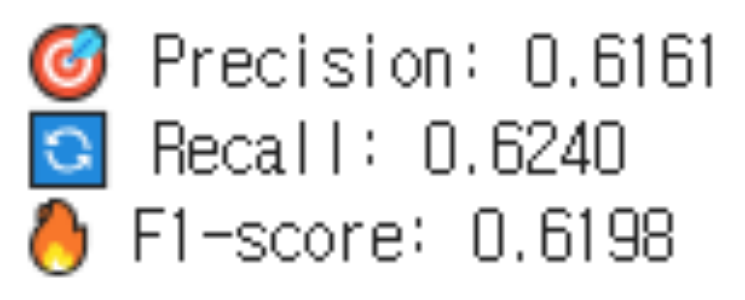 🎯 Precision: 0.6161
🔄 Recall: 0.6240
🔥 F1-score: 0.6198